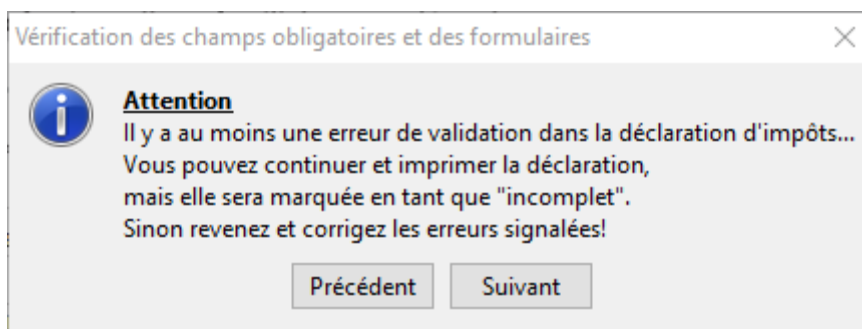 Vérification des champs obligatoires et des formulaires
Attention
Il y a au moins une erreur de validation dans la déclaration d'impôts...
Vous pouvez continuer et imprimer la déclaration,
mais elle sera marquée en tant que "incomplet".
Sinon revenez et corrigez les erreurs signalées!
Précédent
Suivant